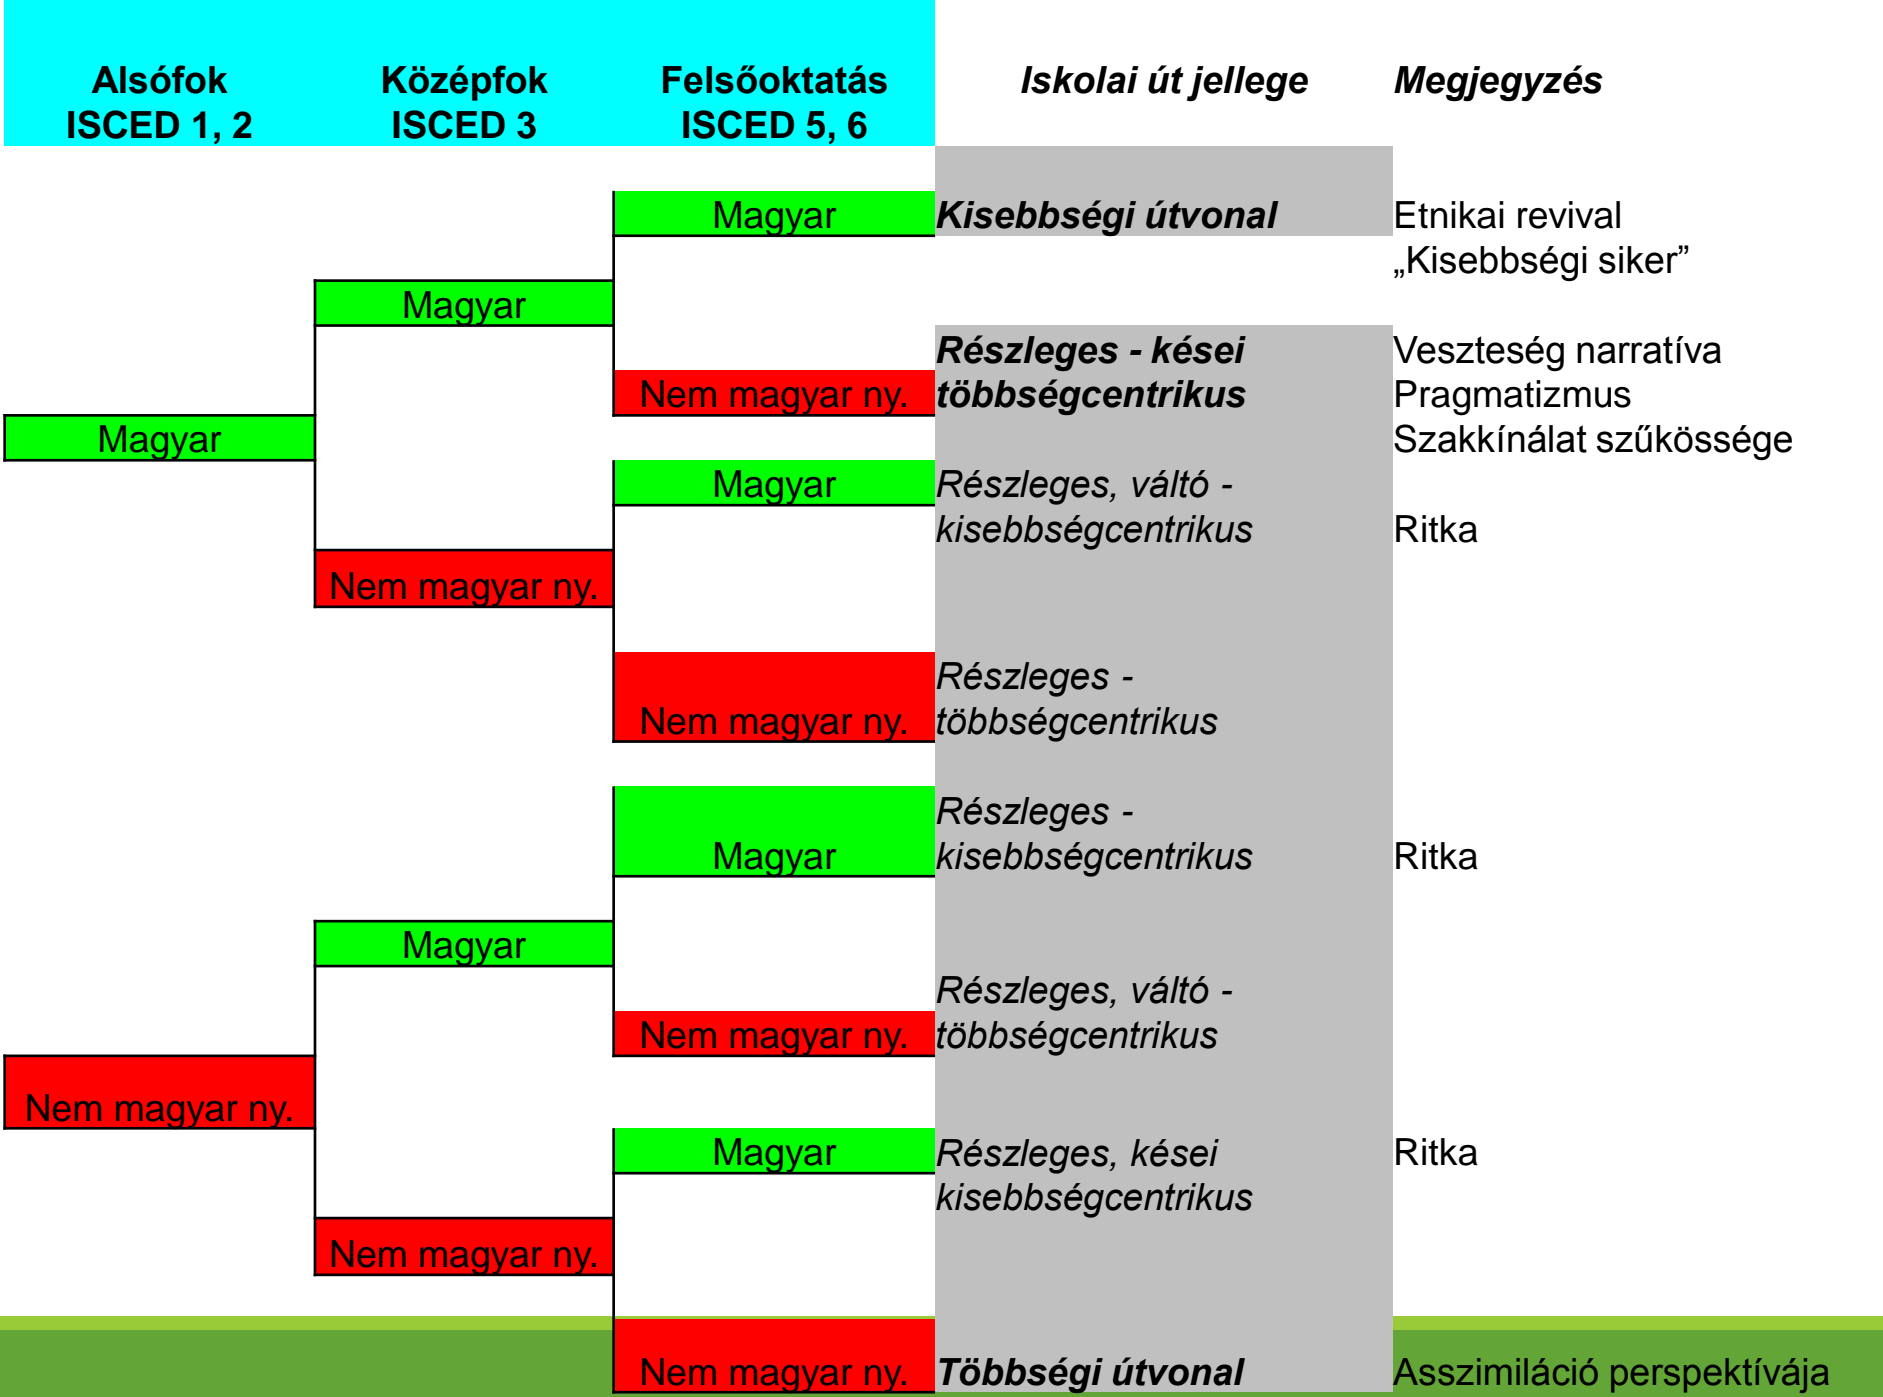 Alsófok Középfok Felsőoktatás Iskolai út jellege Megjegyzés
ISCED 1, 2 ISCED 3 ISCED 5, 6
Magyar Kisebbségi útvonal Etnikai revival
„Kisebbségi siker”
Magyar
Részleges - kései Veszteség narratíva
Nem magyar ny. többségcentrikus Pragmatizmus
Magyar Szakkínálat szűkössége
Magyar Részleges, váltó -
kisebbségcentrikus Ritka
Nem magyar ny.
Részleges -
Nem magyar ny. többségcentrikus
Részleges -
Magyar kisebbségcentrikus Ritka
Magyar
Részleges, váltó -
Nem magyar ny. többségcentrikus
Nem magyar ny.
Magyar Részleges, kései Ritka
kisebbségcentrikus
Nem magyar ny.
Nem magyar ny. Többségi útvonal Asszimiláció perspektívája